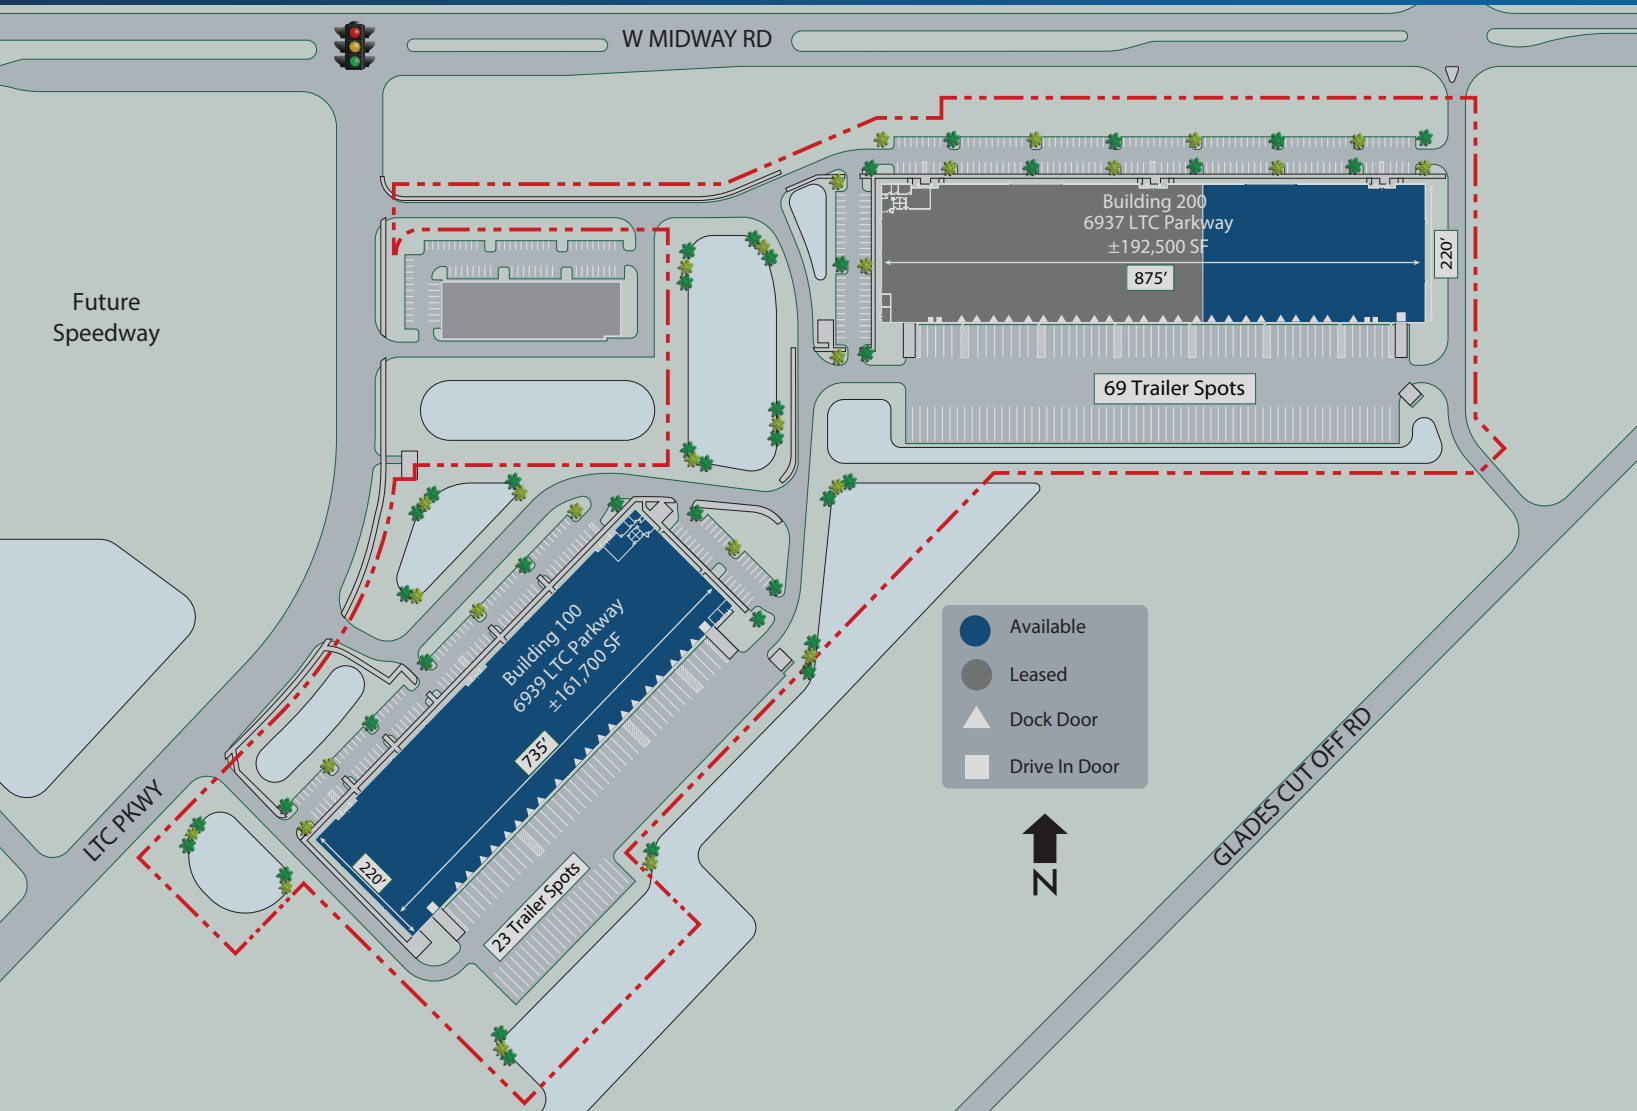 W MIDWAY RD
Building 200
6937 LTC Parkway
±192,500 SF
875’
220’
Future
Speedway
69 Trailer Spots
Building 100
6939 LTC Parkway
±161,700 SF
735’
220’
23 Trailer Spots
LTC PKWY
GLADES CUT OFF RD
Available
Leased
Dock Door
Drive In Door
N